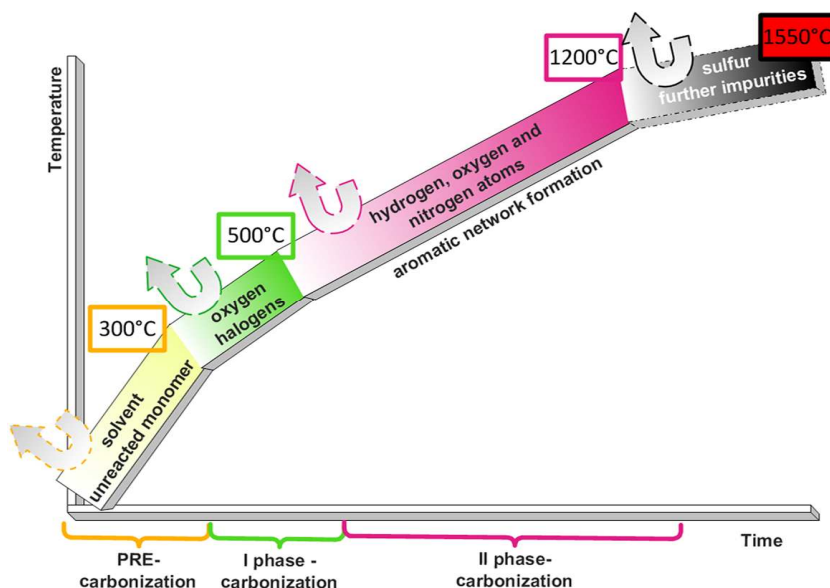 Temperature
1550°C
1200°C
sulfur
further impurities
hydrogen, oxygen and
nitrogen atoms
aromatic network formation
500°C
oxygen
halogens
300°C
solvent
unreacted monomer
Time
PRE-
carbonization
I phase -
carbonization
II phase-
carbonization